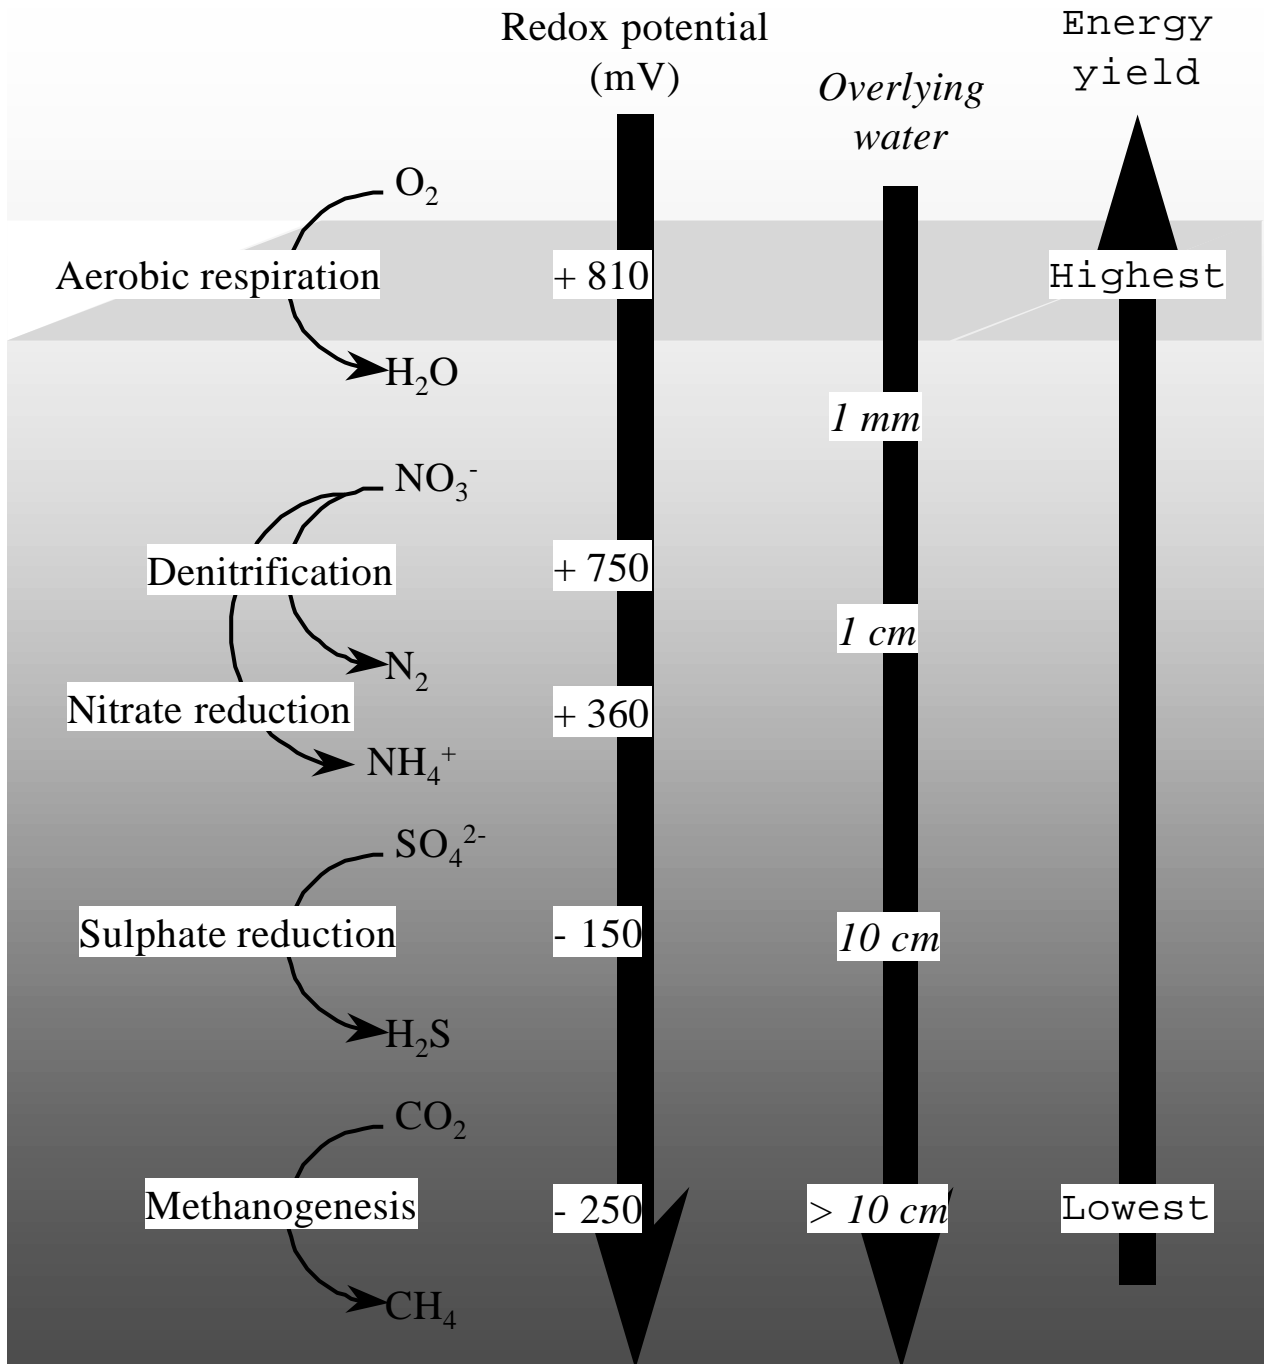 Redox potential
(mV)
Overlying
water
Energy
yield
O₂
Aerobic respiration
+ 810
Highest
H₂O
1 mm
NO₃⁻
Denitrification
+ 750
1 cm
N₂
Nitrate reduction
+ 360
NH₄⁺
SO₄²⁻
Sulphate reduction
- 150
10 cm
H₂S
CO₂
Methanogenesis
- 250
> 10 cm
Lowest
CH₄